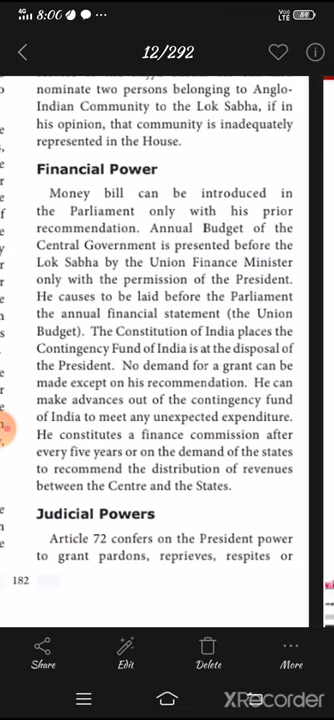 4G 8:06 Vo) LTE 89
12/292
nominate two persons belonging to Anglo-
Indian Community to the Lok Sabha, if in
his opinion, that community is inadequately
represented in the House.
Financial Power
Money bill can be introduced in
the Parliament only with his prior
recommendation. Annual Budget of the
Central Government is presented before the
Lok Sabha by the Union Finance Minister
only with the permission of the President.
He causes to be laid before the Parliament
the annual financial statement (the Union
Budget). The Constitution of India places the
Contingency Fund of India is at the disposal of
the President. No demand for a grant can be
made except on his recommendation. He can
make advances out of the contingency fund
of India to meet any unexpected expenditure.
He constitutes a finance commission after
every five years or on the demand of the states
to recommend the distribution of revenues
between the Centre and the States.
Judicial Powers
Article 72 confers on the President power
to grant pardons, reprieves, respites or
182
Share Edit Delete More
XRecorder